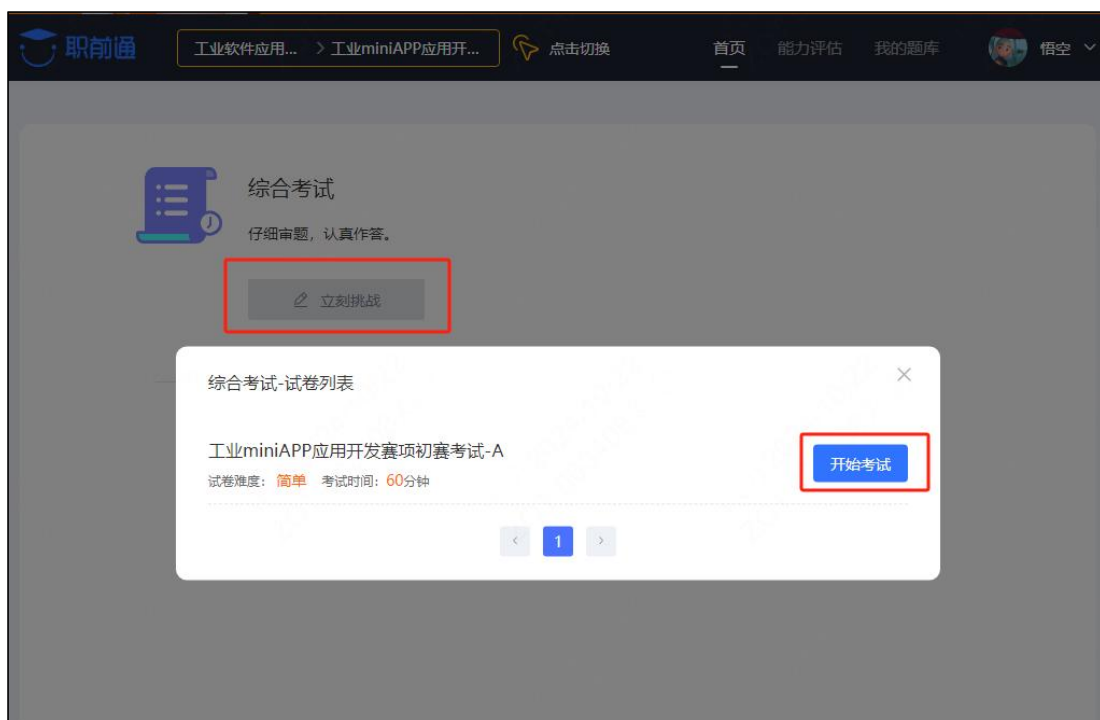 职前通 工业软件应用... > 工业miniAPP应用开... 点击切换 首页 能力评估 我的题库 悟空
综合考试
仔细审题，认真作答。
立刻挑战
综合考试-试卷列表
工业miniAPP应用开发赛项初赛考试-A
开始考试
试卷难度：简单 考试时间：60分钟
< 1 >